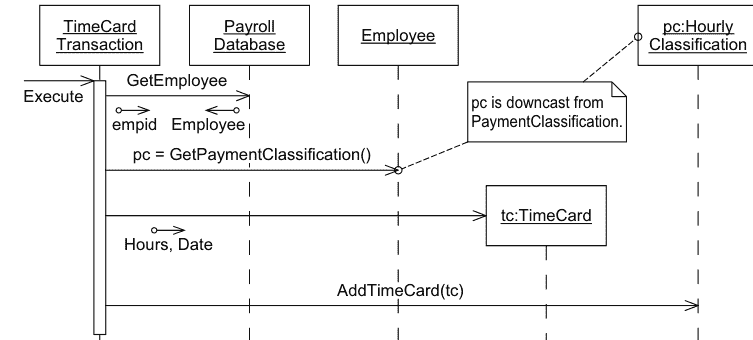 TimeCard
Transaction
Payroll
Database
Employee
pc:Hourly
Classification
Execute
GetEmployee
empid
Employee
pc is downcast from
PaymentClassification.
pc = GetPaymentClassification()
tc:TimeCard
Hours, Date
AddTimeCard(tc)